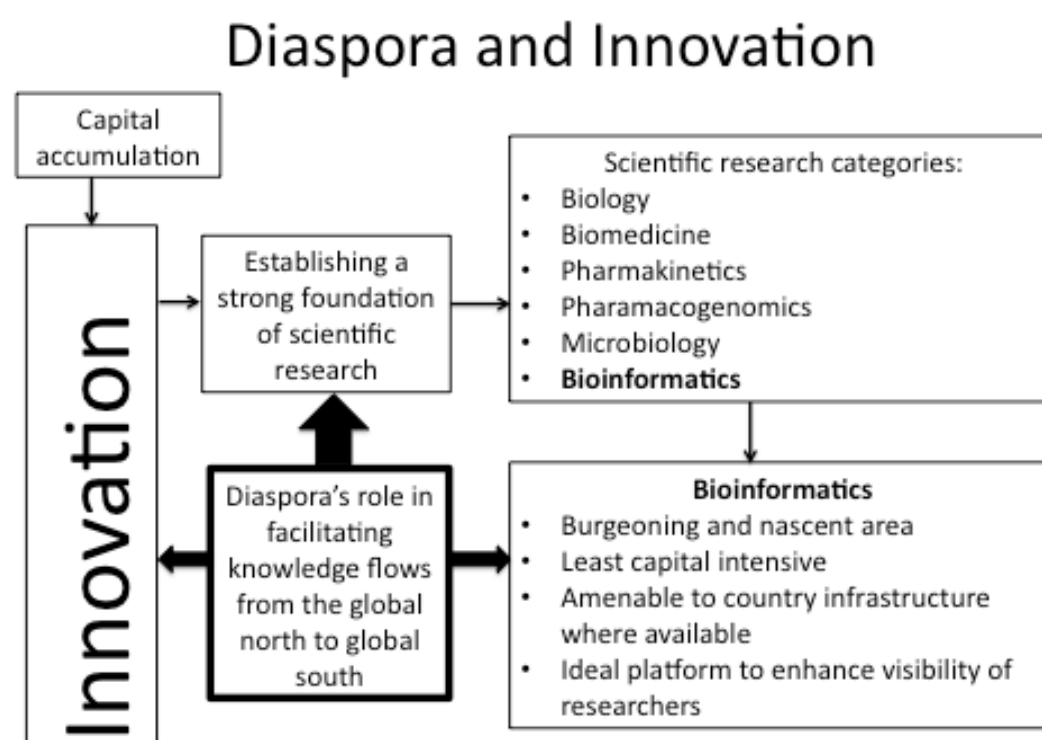 Diaspora and Innovation
Capital
accumulation
Innovation
Establishing a
strong foundation
of scientific
research
Scientific research categories:
• Biology
• Biomedicine
• Pharmakinetics
• Pharamacogenomics
• Microbiology
• Bioinformatics
Diaspora's role in
facilitating
knowledge flows
from the global
north to global
south
Bioinformatics
• Burgeoning and nascent area
• Least capital intensive
• Amenable to country infrastructure
where available
• Ideal platform to enhance visibility of
researchers